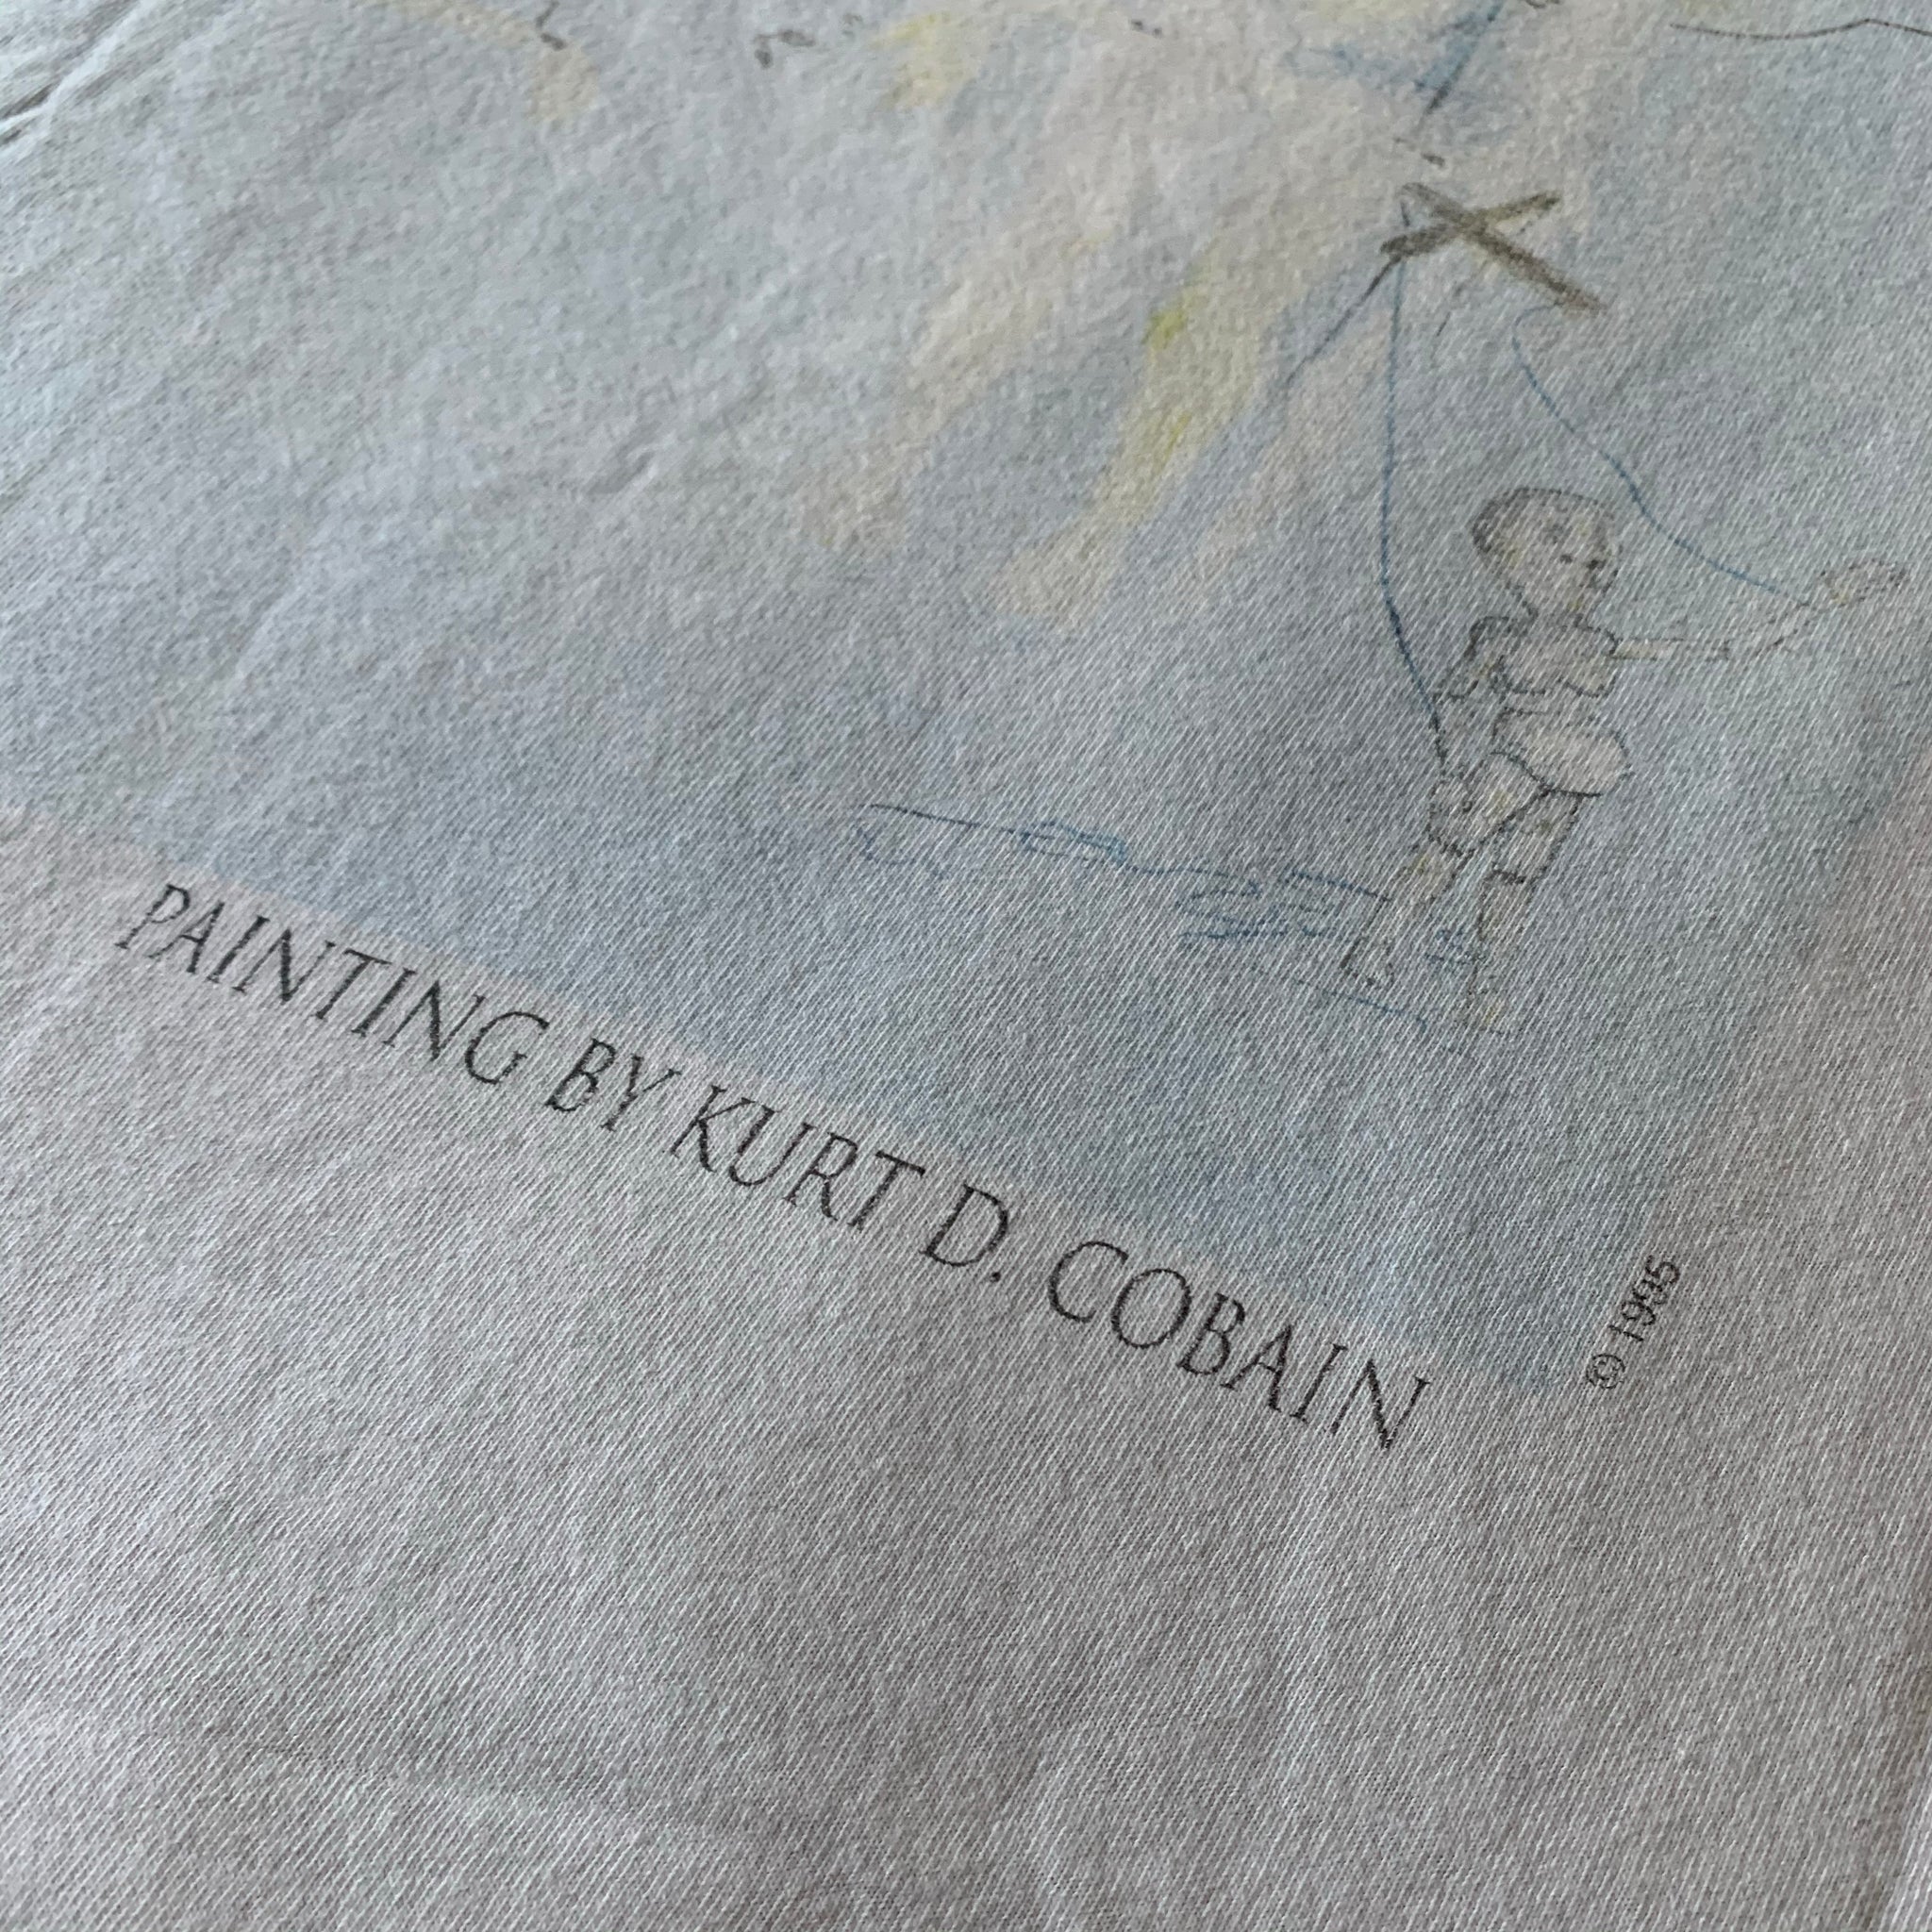 PAINTING BY KURT D. COBAIN
© 1995